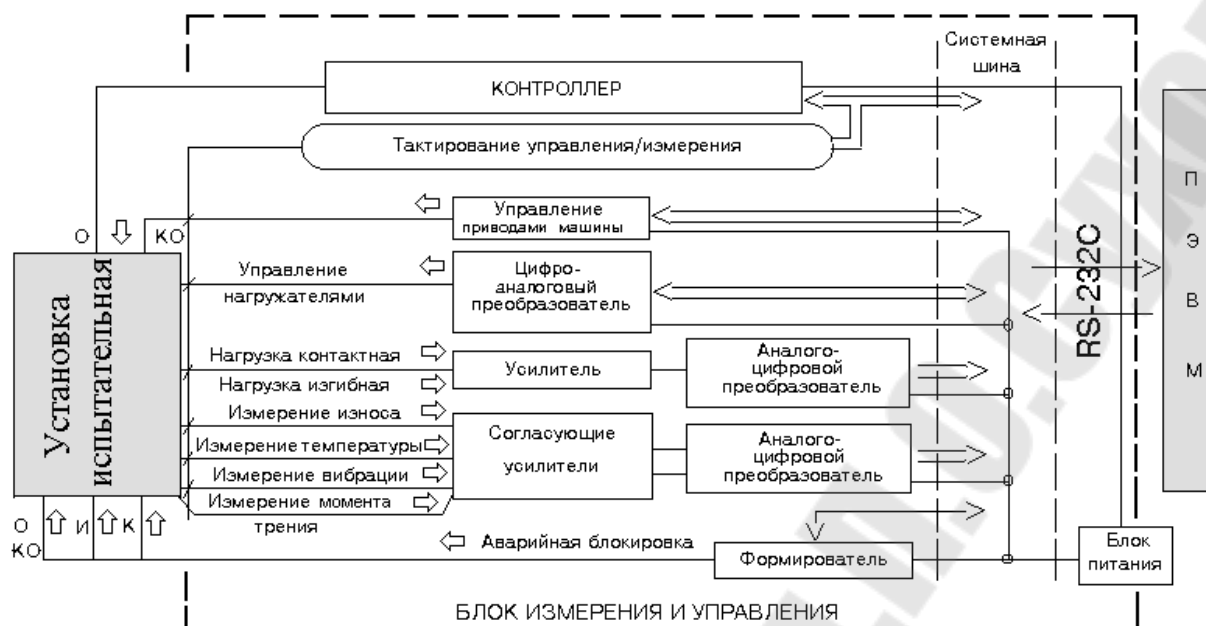 Системная
шина
КОНТРОЛЛЕР
Тактирование управления/измерения
Управление
приводами машины
О
КО
Управление
нагружателями
Цифро-
аналоговый
преобразователь
Установка
испытательная
Нагрузка контактная
Нагрузка изгибная
Усилитель
Аналого-
цифровой
преобразователь
Измерение износа
Измерение температуры
Измерение вибрации
Измерение момента
трения
Согласующие
усилители
Аналого-
цифровой
преобразователь
RS-232C
П
Э
В
М
О
И
К
КО
Аварийная блокировка
Формирователь
Блок
питания
БЛОК ИЗМЕРЕНИЯ И УПРАВЛЕНИЯ